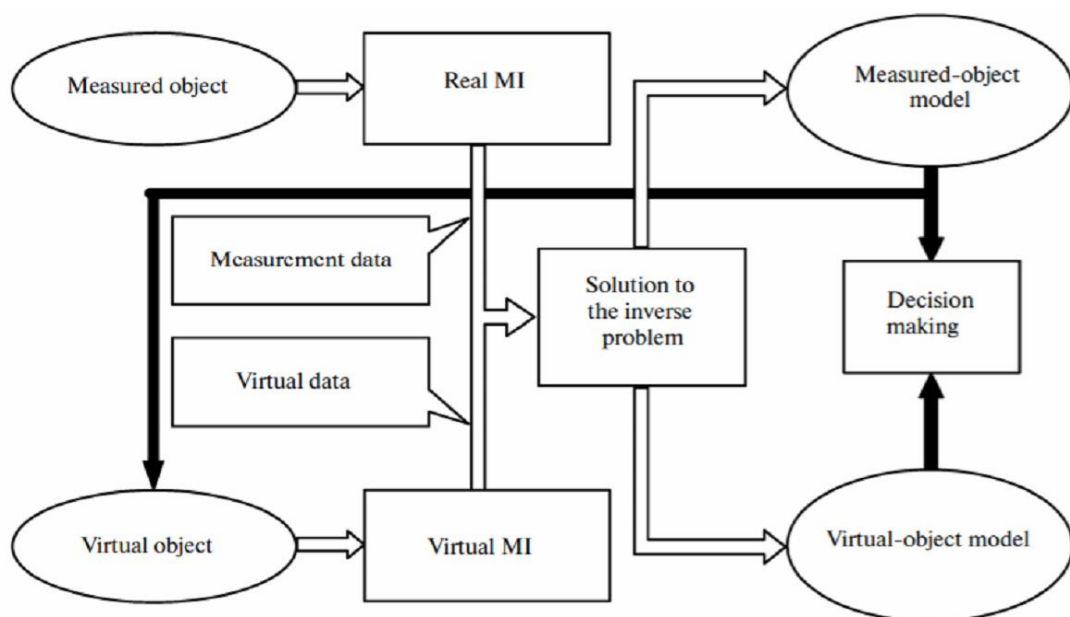 Measured object
Real MI
Measured-object
model
Measurement data
Solution to
the inverse
problem
Decision
making
Virtual data
Virtual object
Virtual MI
Virtual-object model